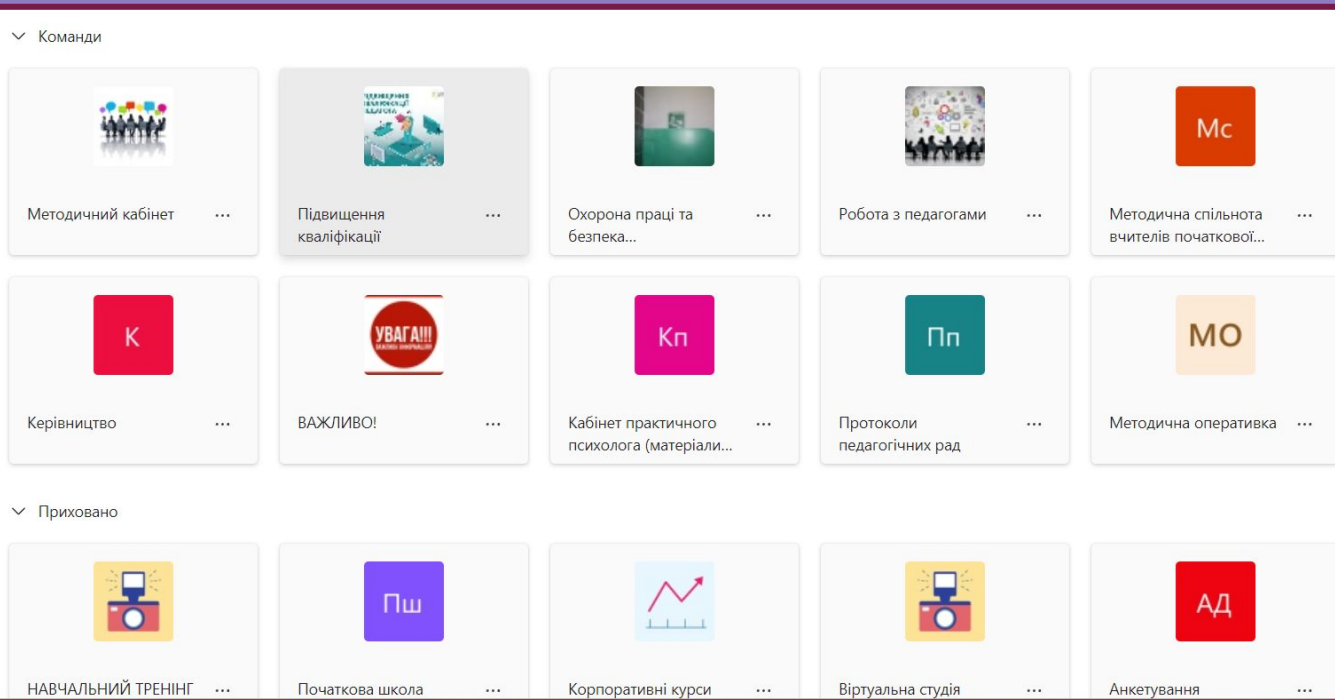 Команди
Мс
Методичний кабінет ...
Підвищення
кваліфікації
...
Охорона праці та
безпека...
...
Робота з педагогами ...
Методична спільнота
вчителів початкової...
...
К
УВАГА!!!
Кп
Пп
МО
Керівництво ...
ВАЖЛИВО! ...
Кабінет практичного
психолога (матеріали...
...
Протоколи
педагогічних рад
Методична оперативка ...
Приховано
Пш
АД
НАВЧАЛЬНИЙ ТРЕНІНГ ...
Початкова школа ...
Корпоративні курси ...
Віртуальна студія ...
Анкетування ...